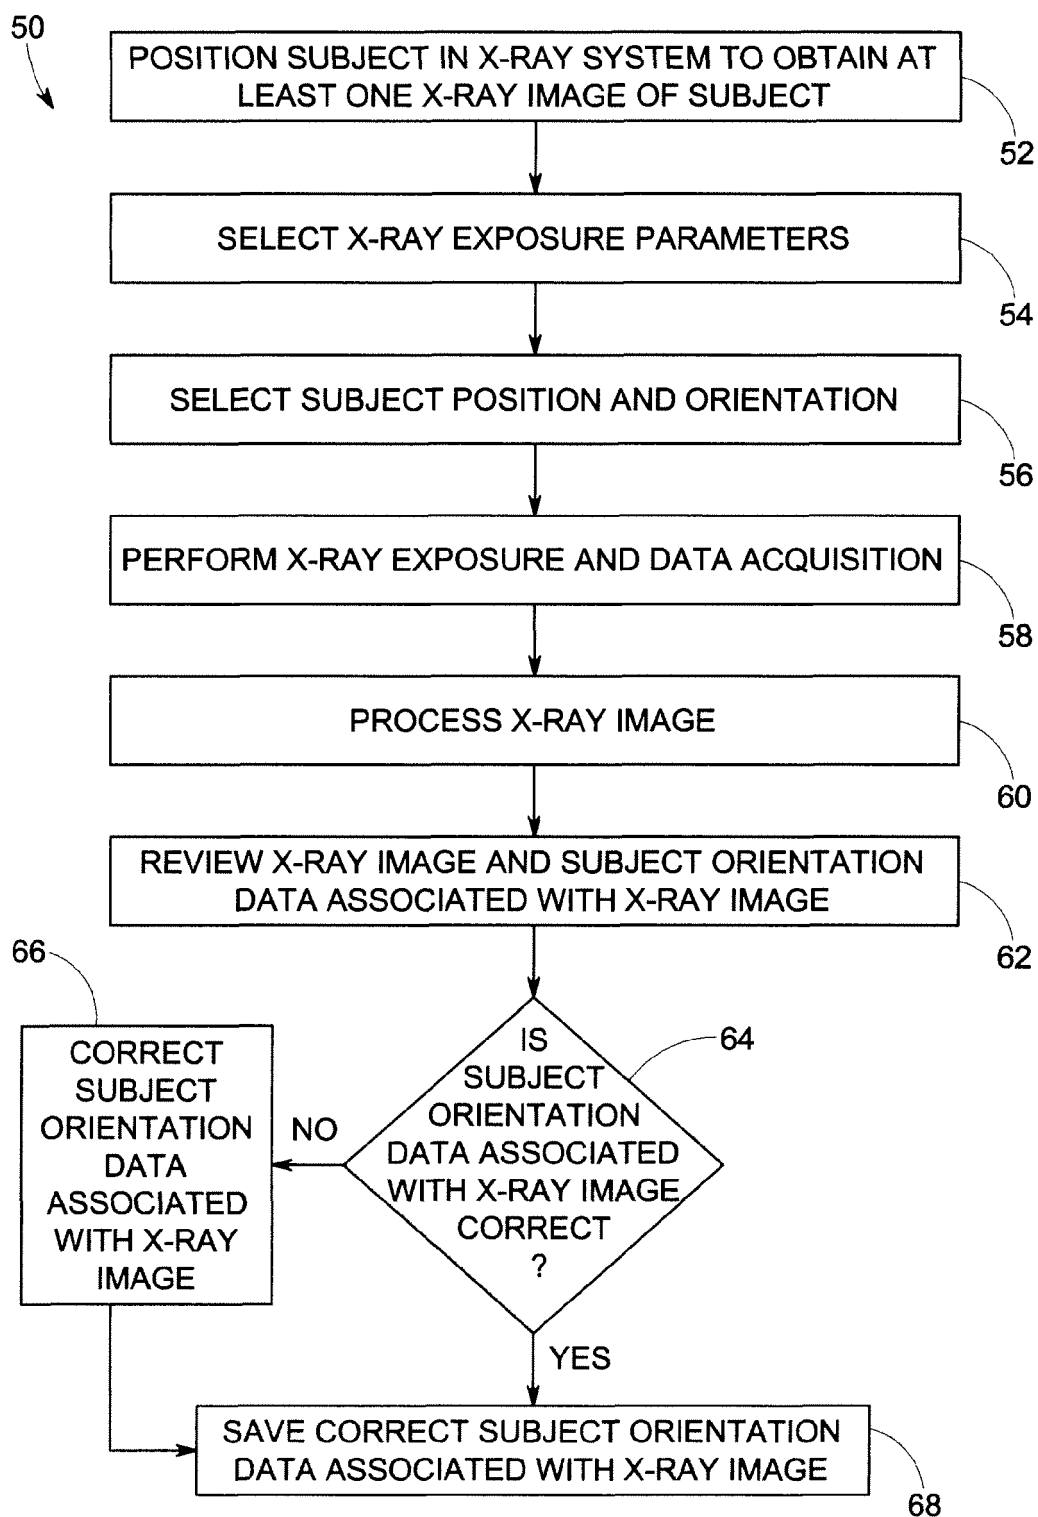 50
POSITION SUBJECT IN X-RAY SYSTEM TO OBTAIN AT
LEAST ONE X-RAY IMAGE OF SUBJECT
52
SELECT X-RAY EXPOSURE PARAMETERS
54
SELECT SUBJECT POSITION AND ORIENTATION
56
PERFORM X-RAY EXPOSURE AND DATA ACQUISITION
58
PROCESS X-RAY IMAGE
60
REVIEW X-RAY IMAGE AND SUBJECT ORIENTATION
DATA ASSOCIATED WITH X-RAY IMAGE
62
64
IS
SUBJECT
ORIENTATION
DATA ASSOCIATED
WITH X-RAY IMAGE
CORRECT
?
NO
66
CORRECT
SUBJECT
ORIENTATION
DATA
ASSOCIATED
WITH X-RAY
IMAGE
YES
SAVE CORRECT SUBJECT ORIENTATION
DATA ASSOCIATED WITH X-RAY IMAGE
68